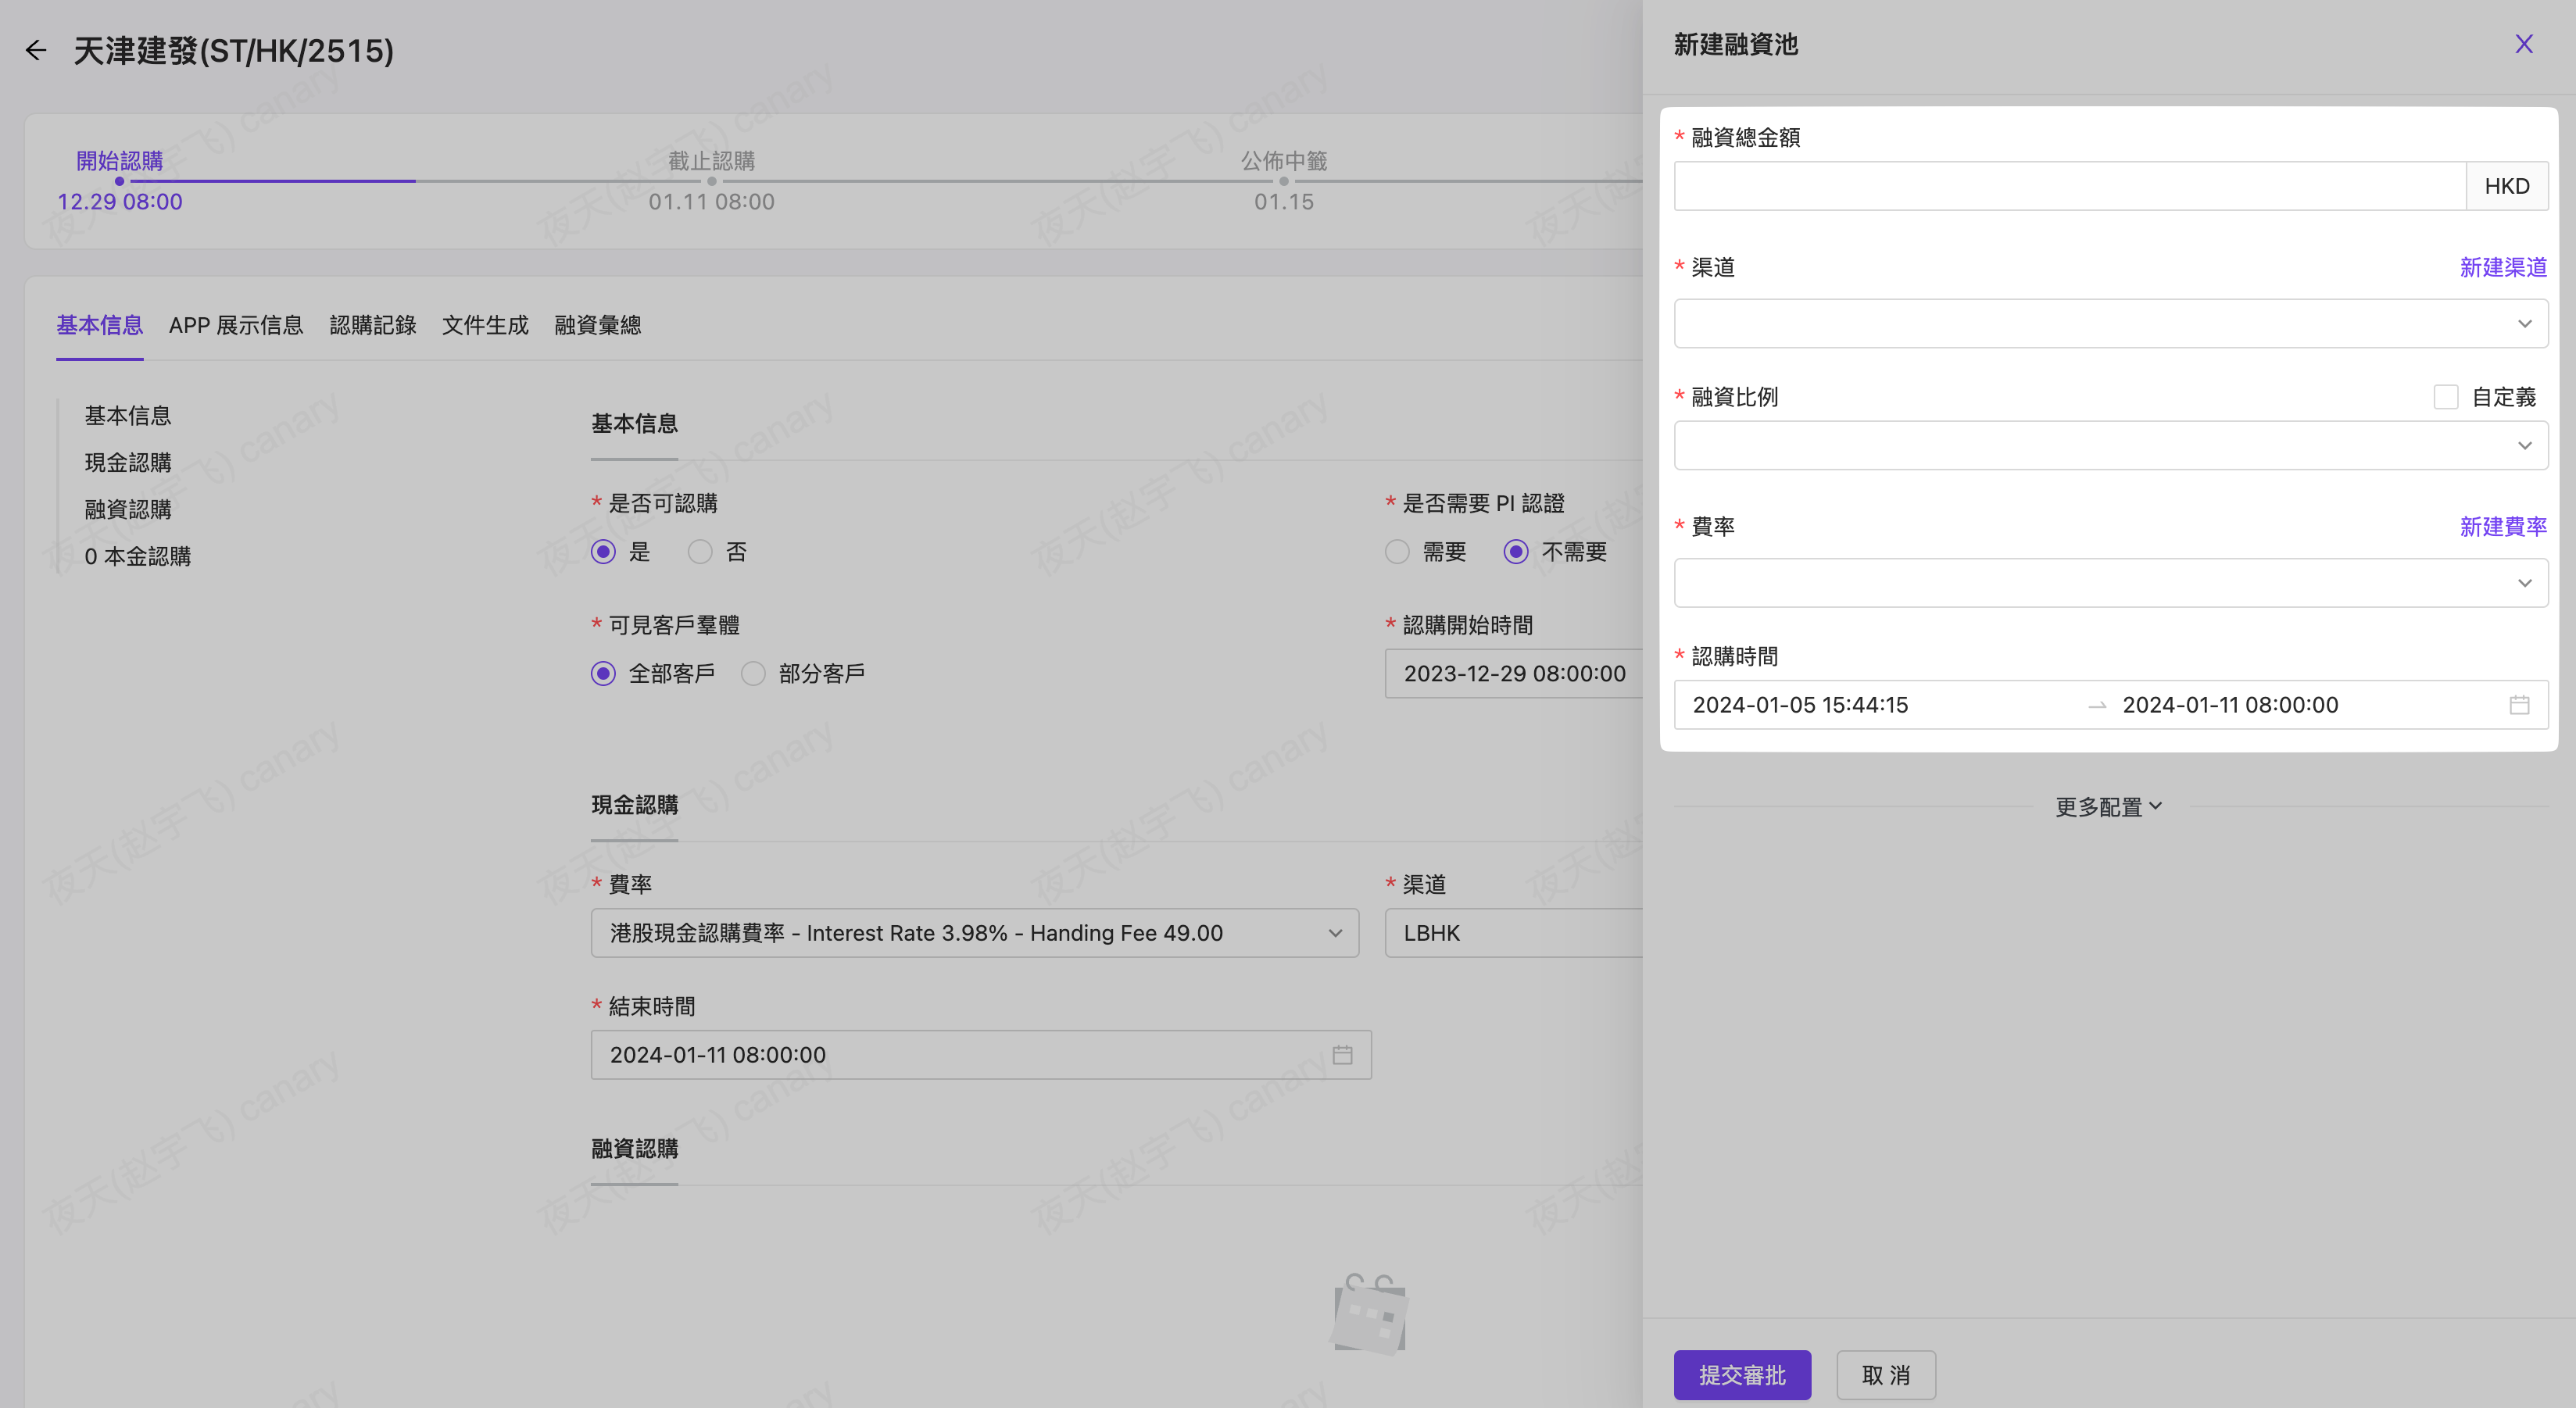 天津建發(ST/HK/2515)
開始認購
12.29 08:00
截止認購
01.11 08:00
公佈中籤
01.15
基本信息 APP 展示信息 認購記錄 文件生成 融資彙總
基本信息
現金認購
融資認購
0 本金認購
基本信息
* 是否可認購
是 否
* 是否需要 PI 認證
需要 不需要
* 可見客戶羣體
全部客戶 部分客戶
* 認購開始時間
2023-12-29 08:00:00
現金認購
* 費率
港股現金認購費率 - Interest Rate 3.98% - Handing Fee 49.00
* 渠道
LBHK
* 結束時間
2024-01-11 08:00:00
融資認購
新建融資池
X
* 融資總金額
HKD
* 渠道 新建渠道
* 融資比例 自定義
* 費率 新建費率
* 認購時間
2024-01-05 15:44:15 → 2024-01-11 08:00:00
更多配置
提交審批 取 消
夜天(赵宇飞) canary